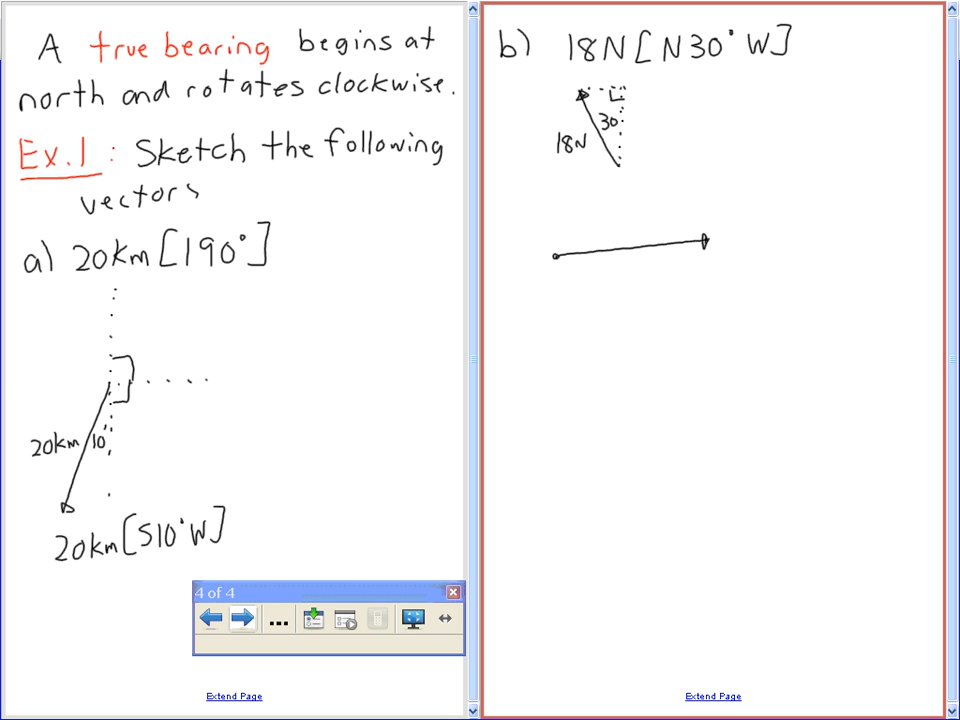 A true bearing begins at
north and rotates clockwise.
Ex.1 : Sketch the following
vectors
a) 20km [190°]
20km
10°
20km [S10°W]
4 of 4
Extend Page
b) 18N [N30°W]
30
18N
Extend Page